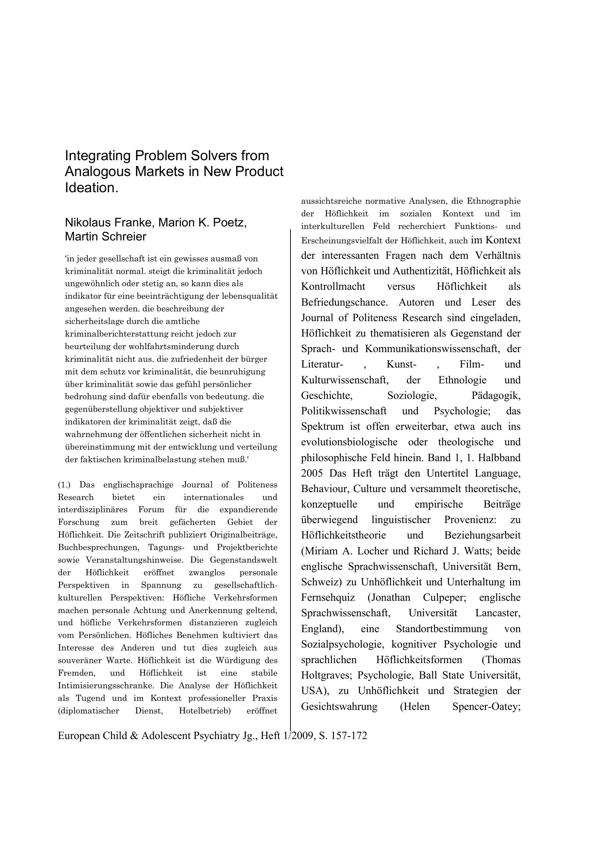 Integrating Problem Solvers from
Analogous Markets in New Product
Ideation.
Nikolaus Franke, Marion K. Poetz,
Martin Schreier
'in jeder gesellschaft ist ein gewisses ausmaß von
kriminalität normal. steigt die kriminalität jedoch
ungewöhnlich oder stetig an, so kann dies als
indikator für eine beeinträchtigung der lebensqualität
angesehen werden. die beschreibung der
sicherheitslage durch die amtliche
kriminalberichterstattung reicht jedoch zur
beurteilung der wohlfahrtsminderung durch
kriminalität nicht aus. die zufriedenheit der bürger
mit dem schutz vor kriminalität, die beunruhigung
über kriminalität sowie das gefühl persönlicher
bedrohung sind dafür ebenfalls von bedeutung. die
gegenüberstellung objektiver und subjektiver
indikatoren der kriminalität zeigt, daß die
wahrnehmung der öffentlichen sicherheit nicht in
übereinstimmung mit der entwicklung und verteilung
der faktischen kriminalbelastung stehen muß.'
(1.) Das englischsprachige Journal of Politeness
Research bietet ein internationales und
interdisziplinäres Forum für die expandierende
Forschung zum breit gefächerten Gebiet der
Höflichkeit. Die Zeitschrift publiziert Originalbeiträge,
Buchbesprechungen, Tagungs- und Projektberichte
sowie Veranstaltungshinweise. Die Gegenstandswelt
der Höflichkeit eröffnet zwanglos personale
Perspektiven in Spannung zu gesellschaftlich-
kulturellen Perspektiven: Höfliche Verkehrsformen
machen personale Achtung und Anerkennung geltend,
und höfliche Verkehrsformen distanzieren zugleich
vom Persönlichen. Höfliches Benehmen kultiviert das
Interesse des Anderen und tut dies zugleich aus
souveräner Warte. Höflichkeit ist die Würdigung des
Fremden, und Höflichkeit ist eine stabile
Intimisierungsschranke. Die Analyse der Höflichkeit
als Tugend und im Kontext professioneller Praxis
(diplomatischer Dienst, Hotelbetrieb) eröffnet
aussichtsreiche normative Analysen, die Ethnographie
der Höflichkeit im sozialen Kontext und im
interkulturellen Feld recherchiert Funktions- und
Erscheinungsvielfalt der Höflichkeit, auch im Kontext
der interessanten Fragen nach dem Verhältnis
von Höflichkeit und Authentizität, Höflichkeit als
Kontrollmacht versus Höflichkeit als
Befriedungschance. Autoren und Leser des
Journal of Politeness Research sind eingeladen,
Höflichkeit zu thematisieren als Gegenstand der
Sprach- und Kommunikationswissenschaft, der
Literatur- , Kunst- , Film- und
Kulturwissenschaft, der Ethnologie und
Geschichte, Soziologie, Pädagogik,
Politikwissenschaft und Psychologie; das
Spektrum ist offen erweiterbar, etwa auch ins
evolutionsbiologische oder theologische und
philosophische Feld hinein. Band 1, 1. Halbband
2005 Das Heft trägt den Untertitel Language,
Behaviour, Culture und versammelt theoretische,
konzeptuelle und empirische Beiträge
überwiegend linguistischer Provenienz: zu
Höflichkeitstheorie und Beziehungsarbeit
(Miriam A. Locher und Richard J. Watts; beide
englische Sprachwissenschaft, Universität Bern,
Schweiz) zu Unhöflichkeit und Unterhaltung im
Fernsehquiz (Jonathan Culpeper; englische
Sprachwissenschaft, Universität Lancaster,
England), eine Standortbestimmung von
Sozialpsychologie, kognitiver Psychologie und
sprachlichen Höflichkeitsformen (Thomas
Holtgraves; Psychologie, Ball State Universität,
USA), zu Unhöflichkeit und Strategien der
Gesichtswahrung (Helen Spencer-Oatey;
European Child & Adolescent Psychiatry Jg., Heft 1/2009, S. 157-172